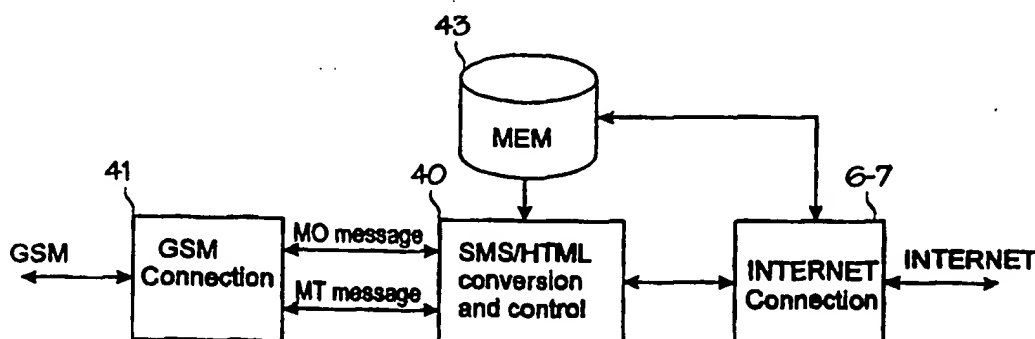 43
MEM
41
40
6-7
GSM
GSM
Connection
MO message
MT message
SMS/HTML
conversion
and control
INTERNET
Connection
INTERNET